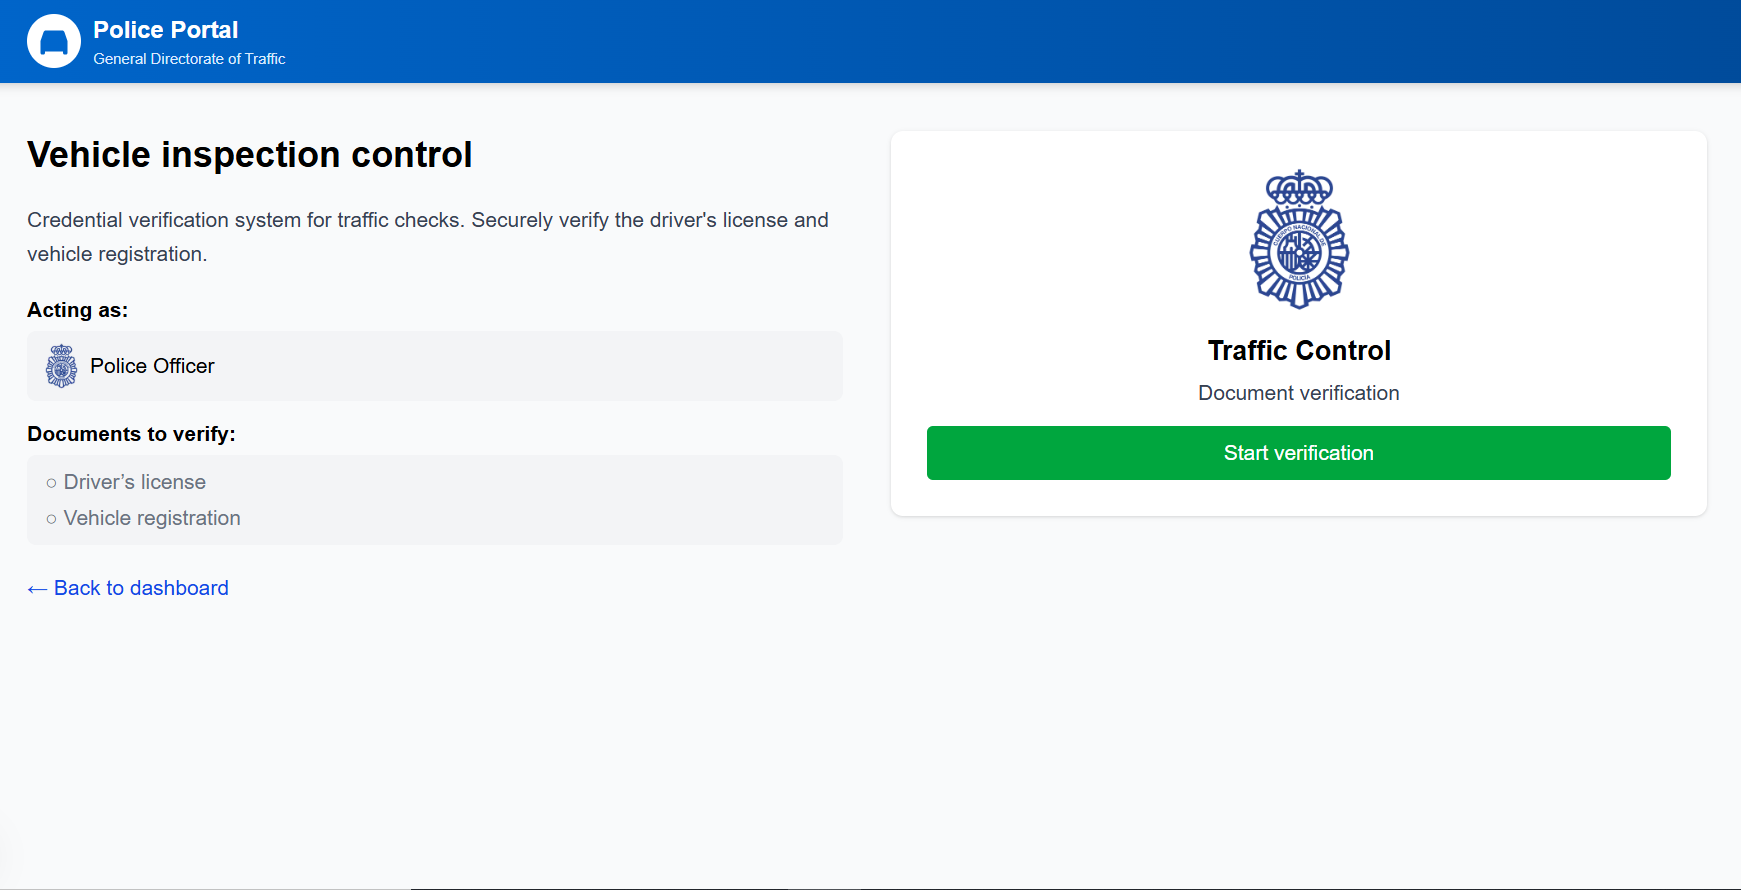 Police Portal
General Directorate of Traffic
Vehicle inspection control
Credential verification system for traffic checks. Securely verify the driver's license and
vehicle registration.
Acting as:
Police Officer
Documents to verify:
○ Driver’s license
○ Vehicle registration
← Back to dashboard
CUERPO NACIONAL DE
POLICIA
Traffic Control
Document verification
Start verification